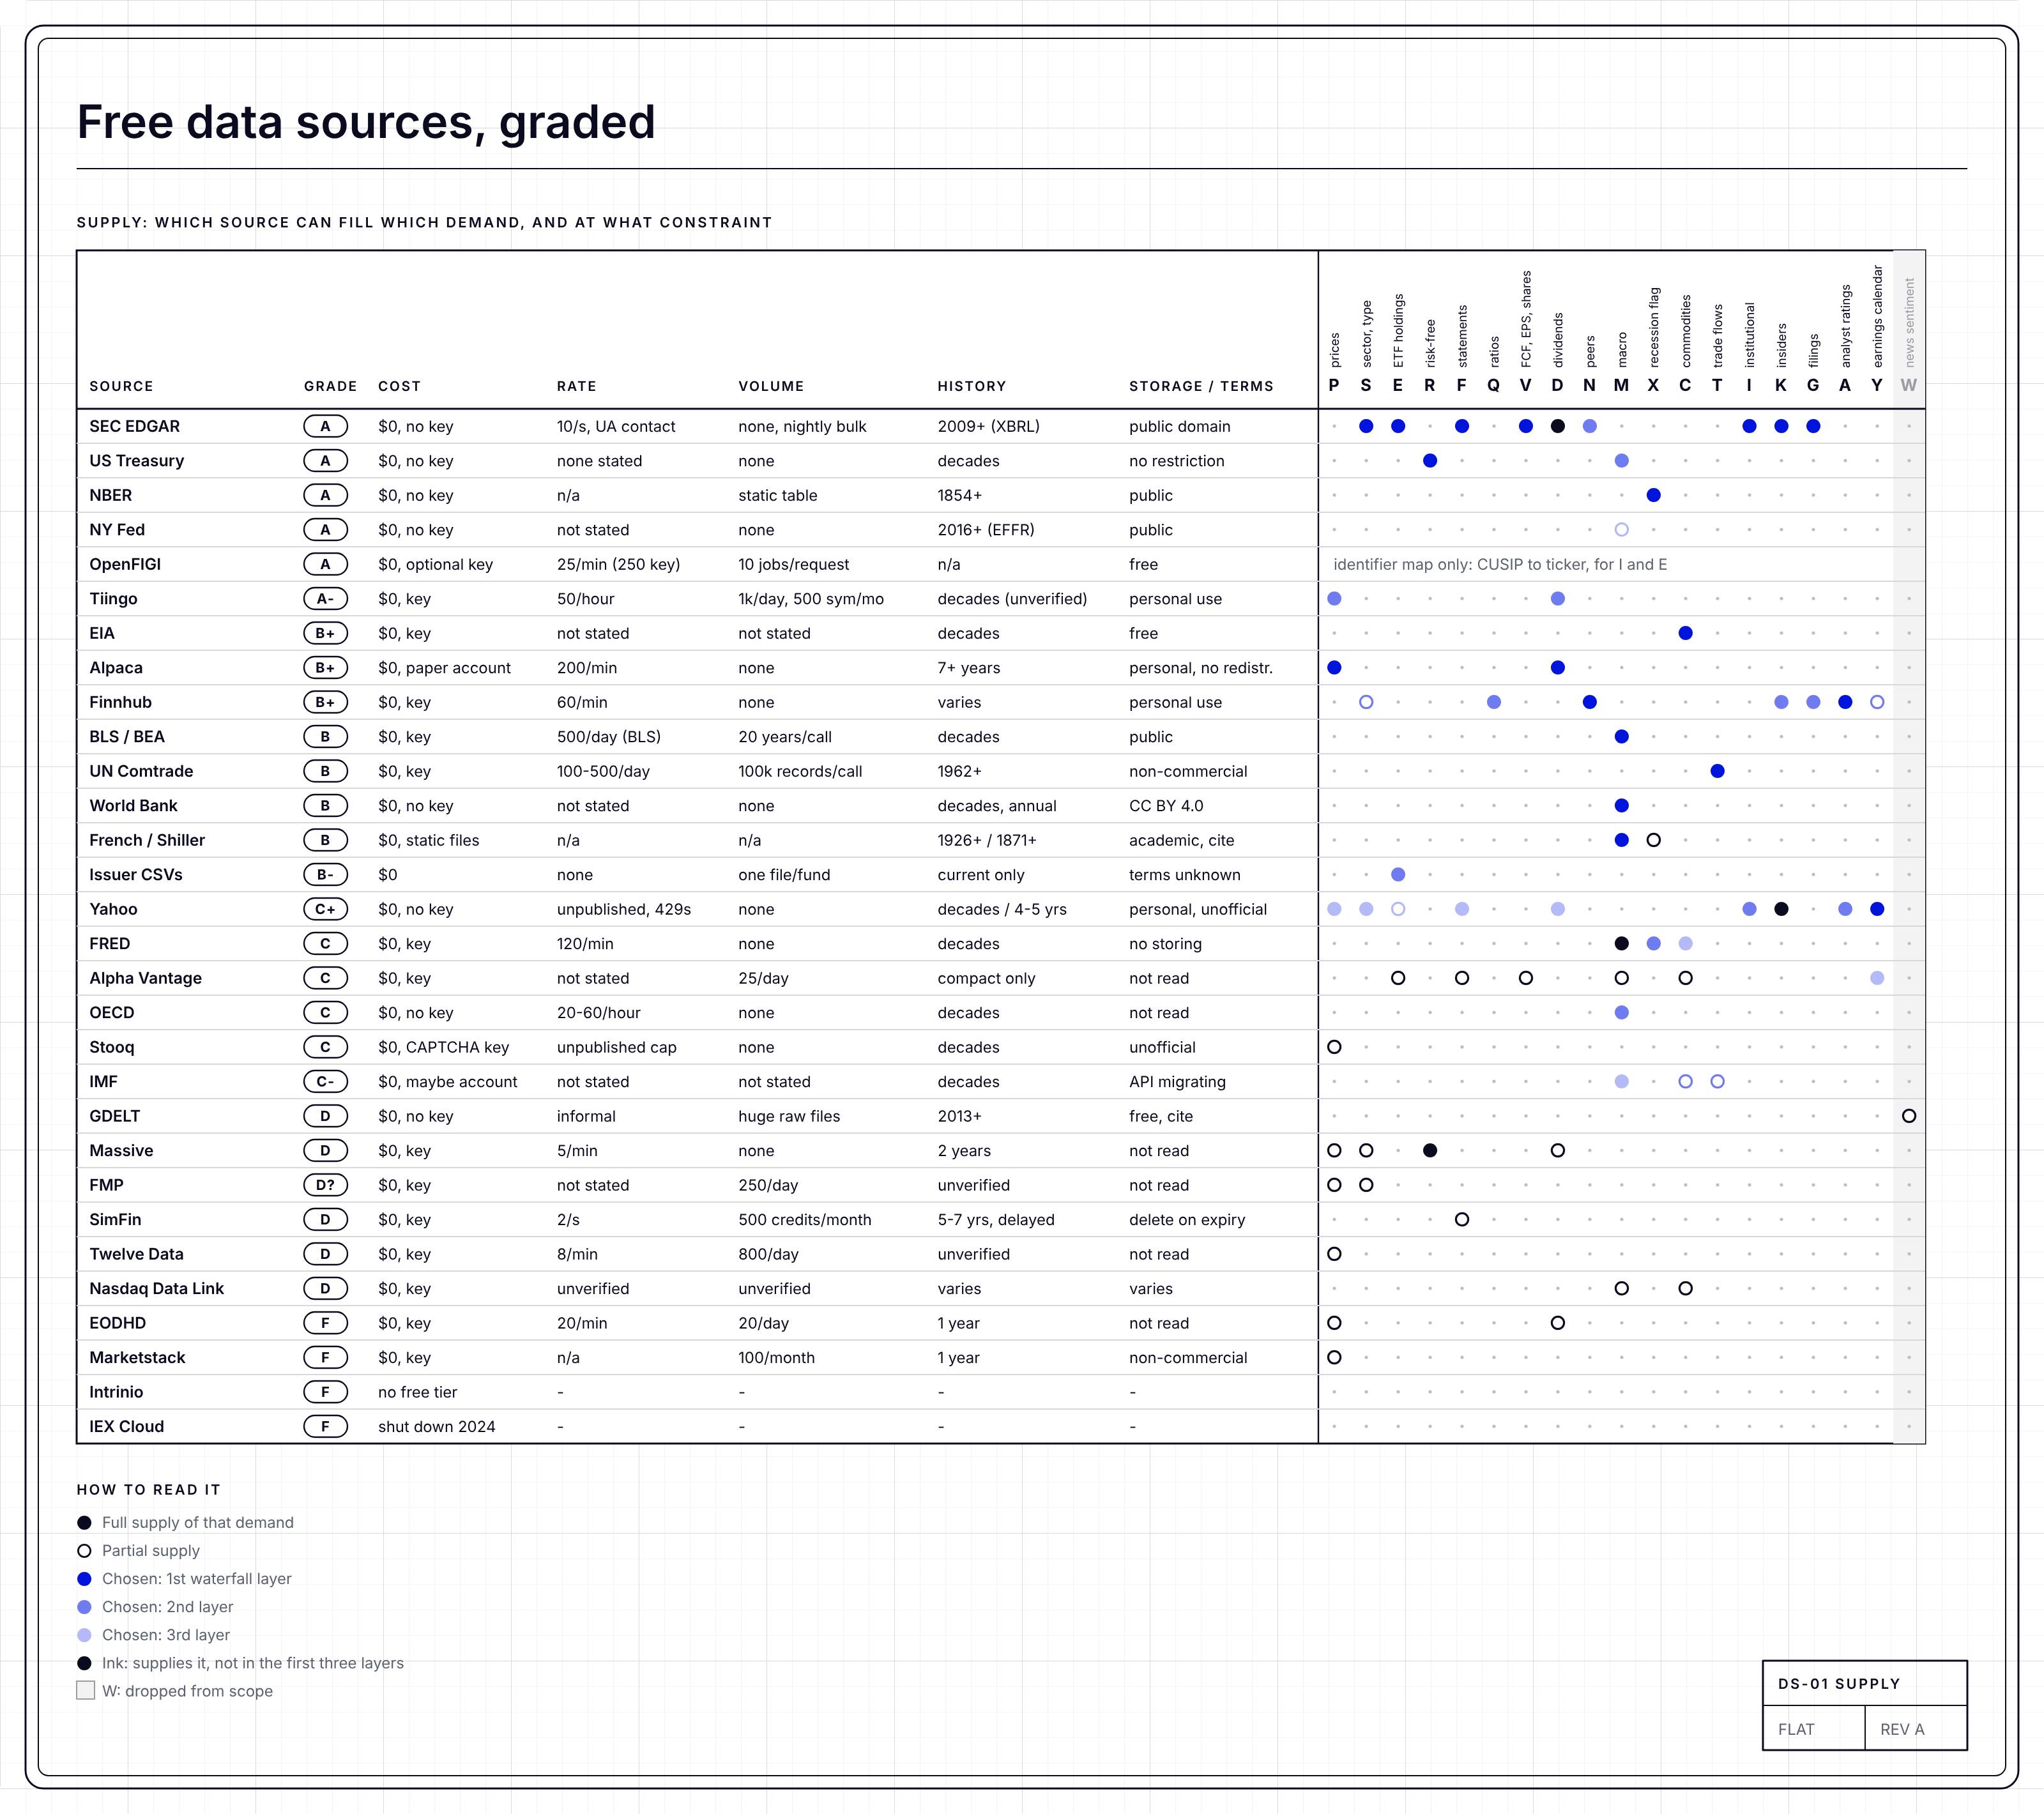 Free data sources, graded
SUPPLY: WHICH SOURCE CAN FILL WHICH DEMAND, AND AT WHAT CONSTRAINT
prices sector, type ETF holdings risk-free statements ratios FCF, EPS, shares dividends peers macro recession flag commodities trade flows institutional insiders filings analyst ratings earnings calendar news sentiment
SOURCE GRADE COST RATE VOLUME HISTORY STORAGE / TERMS P S E R F Q V D N M X C T I K G A Y W
SEC EDGAR A $0, no key 10/s, UA contact none, nightly bulk 2009+ (XBRL) public domain
US Treasury A $0, no key none stated none decades no restriction
NBER A $0, no key n/a static table 1854+ public
NY Fed A $0, no key not stated none 2016+ (EFFR) public
OpenFIGI A $0, optional key 25/min (250 key) 10 jobs/request n/a free identifier map only: CUSIP to ticker, for I and E
Tiingo A- $0, key 50/hour 1k/day, 500 sym/mo decades (unverified) personal use
EIA B+ $0, key not stated not stated decades free
Alpaca B+ $0, paper account 200/min none 7+ years personal, no redistr.
Finnhub B+ $0, key 60/min none varies personal use
BLS / BEA B $0, key 500/day (BLS) 20 years/call decades public
UN Comtrade B $0, key 100-500/day 100k records/call 1962+ non-commercial
World Bank B $0, no key not stated none decades, annual CC BY 4.0
French / Shiller B $0, static files n/a n/a 1926+ / 1871+ academic, cite
Issuer CSVs B- $0 none one file/fund current only terms unknown
Yahoo C+ $0, no key unpublished, 429s none decades / 4-5 yrs personal, unofficial
FRED C $0, key 120/min none decades no storing
Alpha Vantage C $0, key not stated 25/day compact only not read
OECD C $0, no key 20-60/hour none decades not read
Stooq C $0, CAPTCHA key unpublished cap none decades unofficial
IMF C- $0, maybe account not stated not stated decades API migrating
GDELT D $0, no key informal huge raw files 2013+ free, cite
Massive D $0, key 5/min none 2 years not read
FMP D? $0, key not stated 250/day unverified not read
SimFin D $0, key 2/s 500 credits/month 5-7 yrs, delayed delete on expiry
Twelve Data D $0, key 8/min 800/day unverified not read
Nasdaq Data Link D $0, key unverified unverified varies varies
EODHD F $0, key 20/min 20/day 1 year not read
Marketstack F $0, key n/a 100/month 1 year non-commercial
Intrinio F no free tier - - - -
IEX Cloud F shut down 2024 - - - -
HOW TO READ IT
Full supply of that demand
Partial supply
Chosen: 1st waterfall layer
Chosen: 2nd layer
Chosen: 3rd layer
Ink: supplies it, not in the first three layers
W: dropped from scope
DS-01 SUPPLY
FLAT REV A